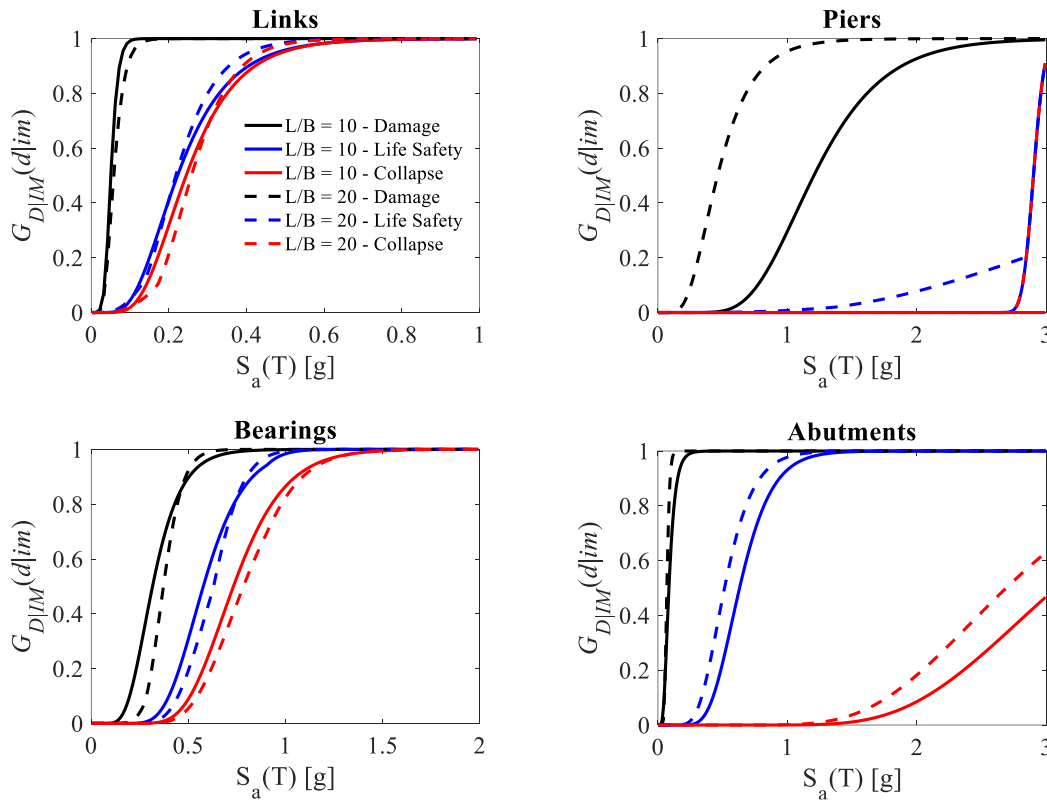 Links
1
0.8
0.6
0.4
0.2
0
G_{D|IM}(d|im)
L/B = 10 - Damage
L/B = 10 - Life Safety
L/B = 10 - Collapse
L/B = 20 - Damage
L/B = 20 - Life Safety
L/B = 20 - Collapse
0 0.2 0.4 0.6 0.8 1
S_a(T) [g]
Piers
1
0.8
0.6
0.4
0.2
0
G_{D|IM}(d|im)
0 1 2 3
S_a(T) [g]
Bearings
1
0.8
0.6
0.4
0.2
0
G_{D|IM}(d|im)
0 0.5 1 1.5 2
S_a(T) [g]
Abutments
1
0.8
0.6
0.4
0.2
0
G_{D|IM}(d|im)
0 1 2 3
S_a(T) [g]